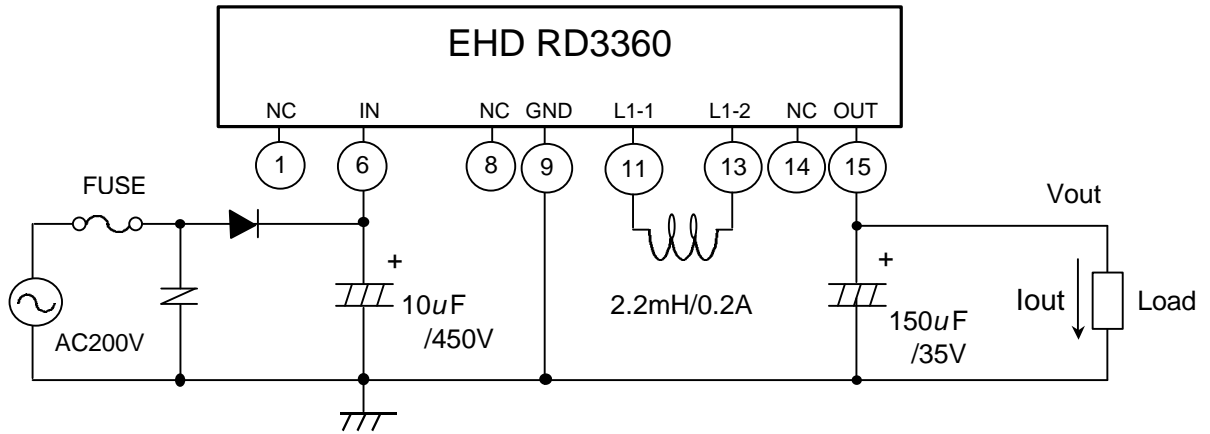 EHD RD3360
NC IN NC GND L1-1 L1-2 NC OUT
1 6 8 9 11 13 14 15
FUSE
Vout
+
+
10uF
/450V
2.2mH/0.2A
150uF
/35V
Iout
Load
AC200V